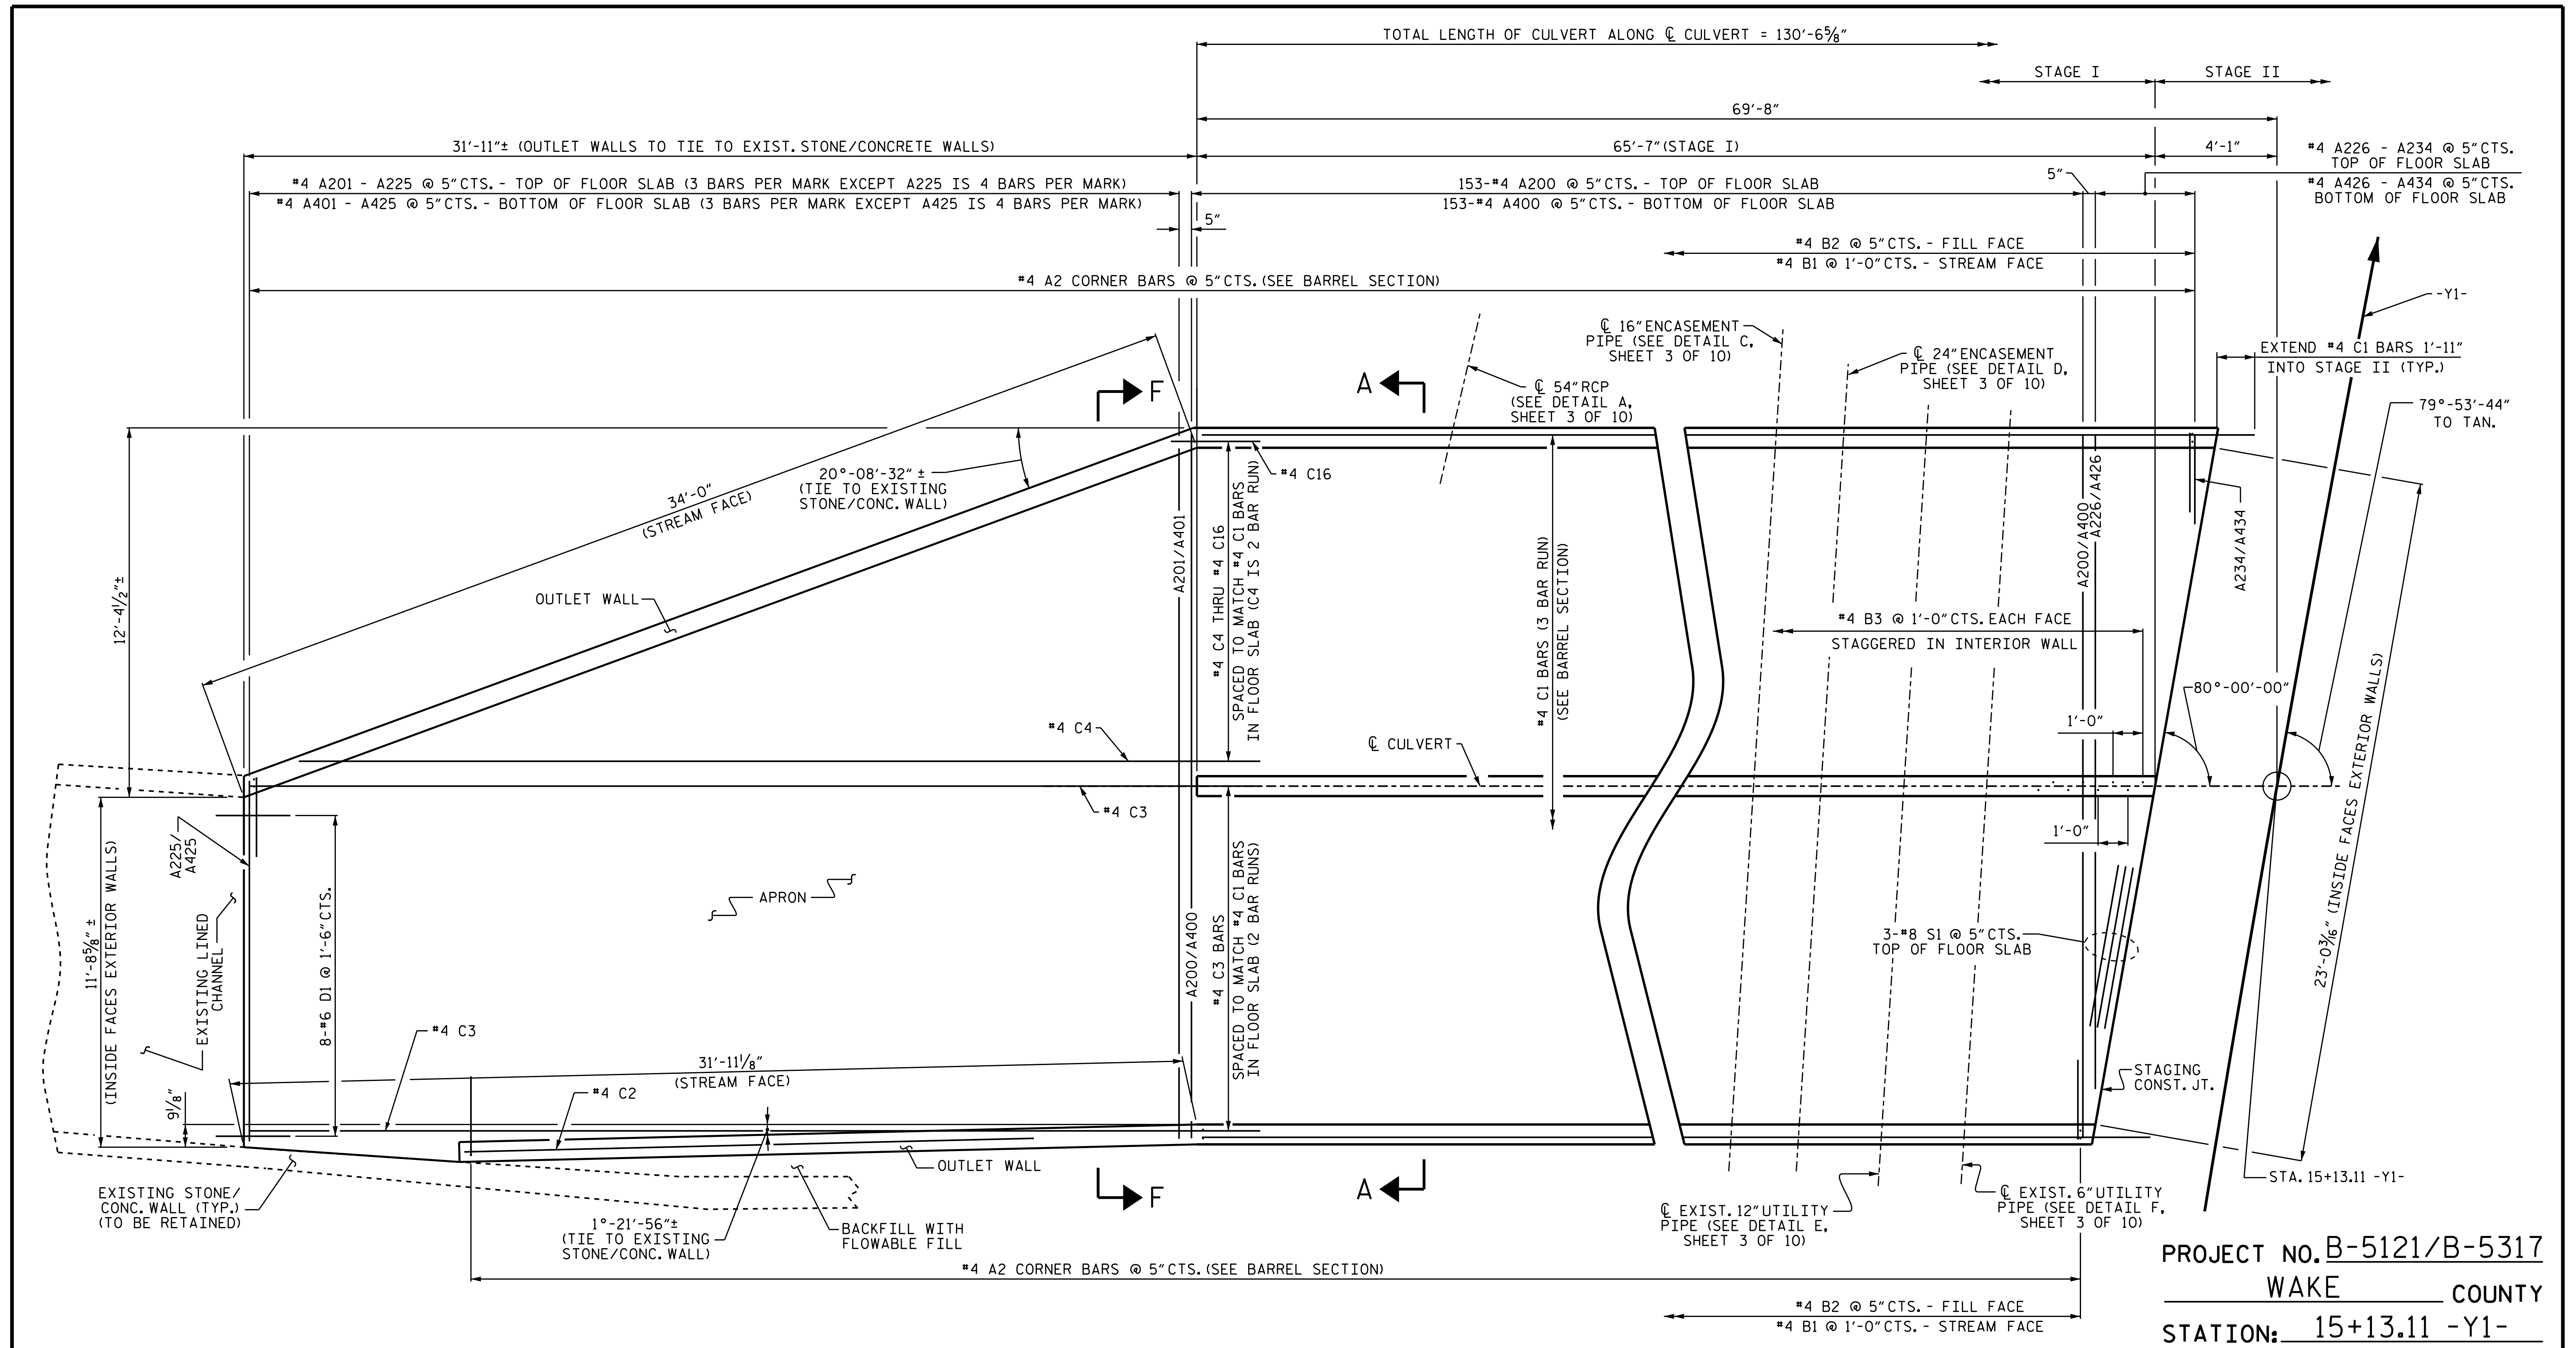 TOTAL LENGTH OF CULVERT ALONG ℄ CULVERT = 130'-6⅝"
STAGE I
STAGE II
69'-8"
31'-11"± (OUTLET WALLS TO TIE TO EXIST. STONE/CONCRETE WALLS)
65'-7" (STAGE I)
4'-1"
#4 A226 - A234 @ 5" CTS.
TOP OF FLOOR SLAB
#4 A426 - A434 @ 5" CTS.
BOTTOM OF FLOOR SLAB
#4 A201 - A225 @ 5" CTS. - TOP OF FLOOR SLAB (3 BARS PER MARK EXCEPT A225 IS 4 BARS PER MARK)
#4 A401 - A425 @ 5" CTS. - BOTTOM OF FLOOR SLAB (3 BARS PER MARK EXCEPT A425 IS 4 BARS PER MARK)
153-#4 A200 @ 5" CTS. - TOP OF FLOOR SLAB
153-#4 A400 @ 5" CTS. - BOTTOM OF FLOOR SLAB
5"
5"
#4 B2 @ 5" CTS. - FILL FACE
#4 B1 @ 1'-0" CTS. - STREAM FACE
#4 A2 CORNER BARS @ 5" CTS. (SEE BARREL SECTION)
-Y1-
℄ 16" ENCASEMENT
PIPE (SEE DETAIL C,
SHEET 3 OF 10)
℄ 24" ENCASEMENT
PIPE (SEE DETAIL D,
SHEET 3 OF 10)
℄ 54" RCP
(SEE DETAIL A,
SHEET 3 OF 10)
EXTEND #4 C1 BARS 1'-11"
INTO STAGE II (TYP.)
79°-53'-44"
TO TAN.
F
A
20°-08'-32" ±
(TIE TO EXISTING
STONE/CONC. WALL)
34'-0"
(STREAM FACE)
#4 C16
12'-4½"±
OUTLET WALL
A201/A401
#4 C4 THRU #4 C16
SPACED TO MATCH #4 C1 BARS
IN FLOOR SLAB (C4 IS 2 BAR RUN)
#4 C1 BARS (3 BAR RUN)
(SEE BARREL SECTION)
A200/A400
A226/A426
A234/A434
#4 B3 @ 1'-0" CTS. EACH FACE
STAGGERED IN INTERIOR WALL
80°-00'-00"
1'-0"
#4 C4
℄ CULVERT
#4 C3
1'-0"
23'-0³⁄₁₆" (INSIDE FACES EXTERIOR WALLS)
A225/
A425
11'-8⅝" ±
(INSIDE FACES EXTERIOR WALLS)
EXISTING LINED
CHANNEL
8-#6 D1 @ 1'-6" CTS.
APRON
A200/A400
#4 C3 BARS
SPACED TO MATCH #4 C1 BARS
IN FLOOR SLAB (2 BAR RUNS)
3-#8 S1 @ 5" CTS.
TOP OF FLOOR SLAB
#4 C3
31'-11⅛"
(STREAM FACE)
#4 C2
9⅛"
STAGING
CONST. JT.
OUTLET WALL
STA. 15+13.11 -Y1-
EXISTING STONE/
CONC. WALL (TYP.)
(TO BE RETAINED)
1°-21'-56"±
(TIE TO EXISTING
STONE/CONC. WALL)
BACKFILL WITH
FLOWABLE FILL
F
A
℄ EXIST. 12" UTILITY
PIPE (SEE DETAIL E,
SHEET 3 OF 10)
℄ EXIST. 6" UTILITY
PIPE (SEE DETAIL F,
SHEET 3 OF 10)
#4 A2 CORNER BARS @ 5" CTS. (SEE BARREL SECTION)
#4 B2 @ 5" CTS. - FILL FACE
#4 B1 @ 1'-0" CTS. - STREAM FACE
PROJECT NO. B-5121/B-5317
WAKE COUNTY
STATION: 15+13.11 -Y1-